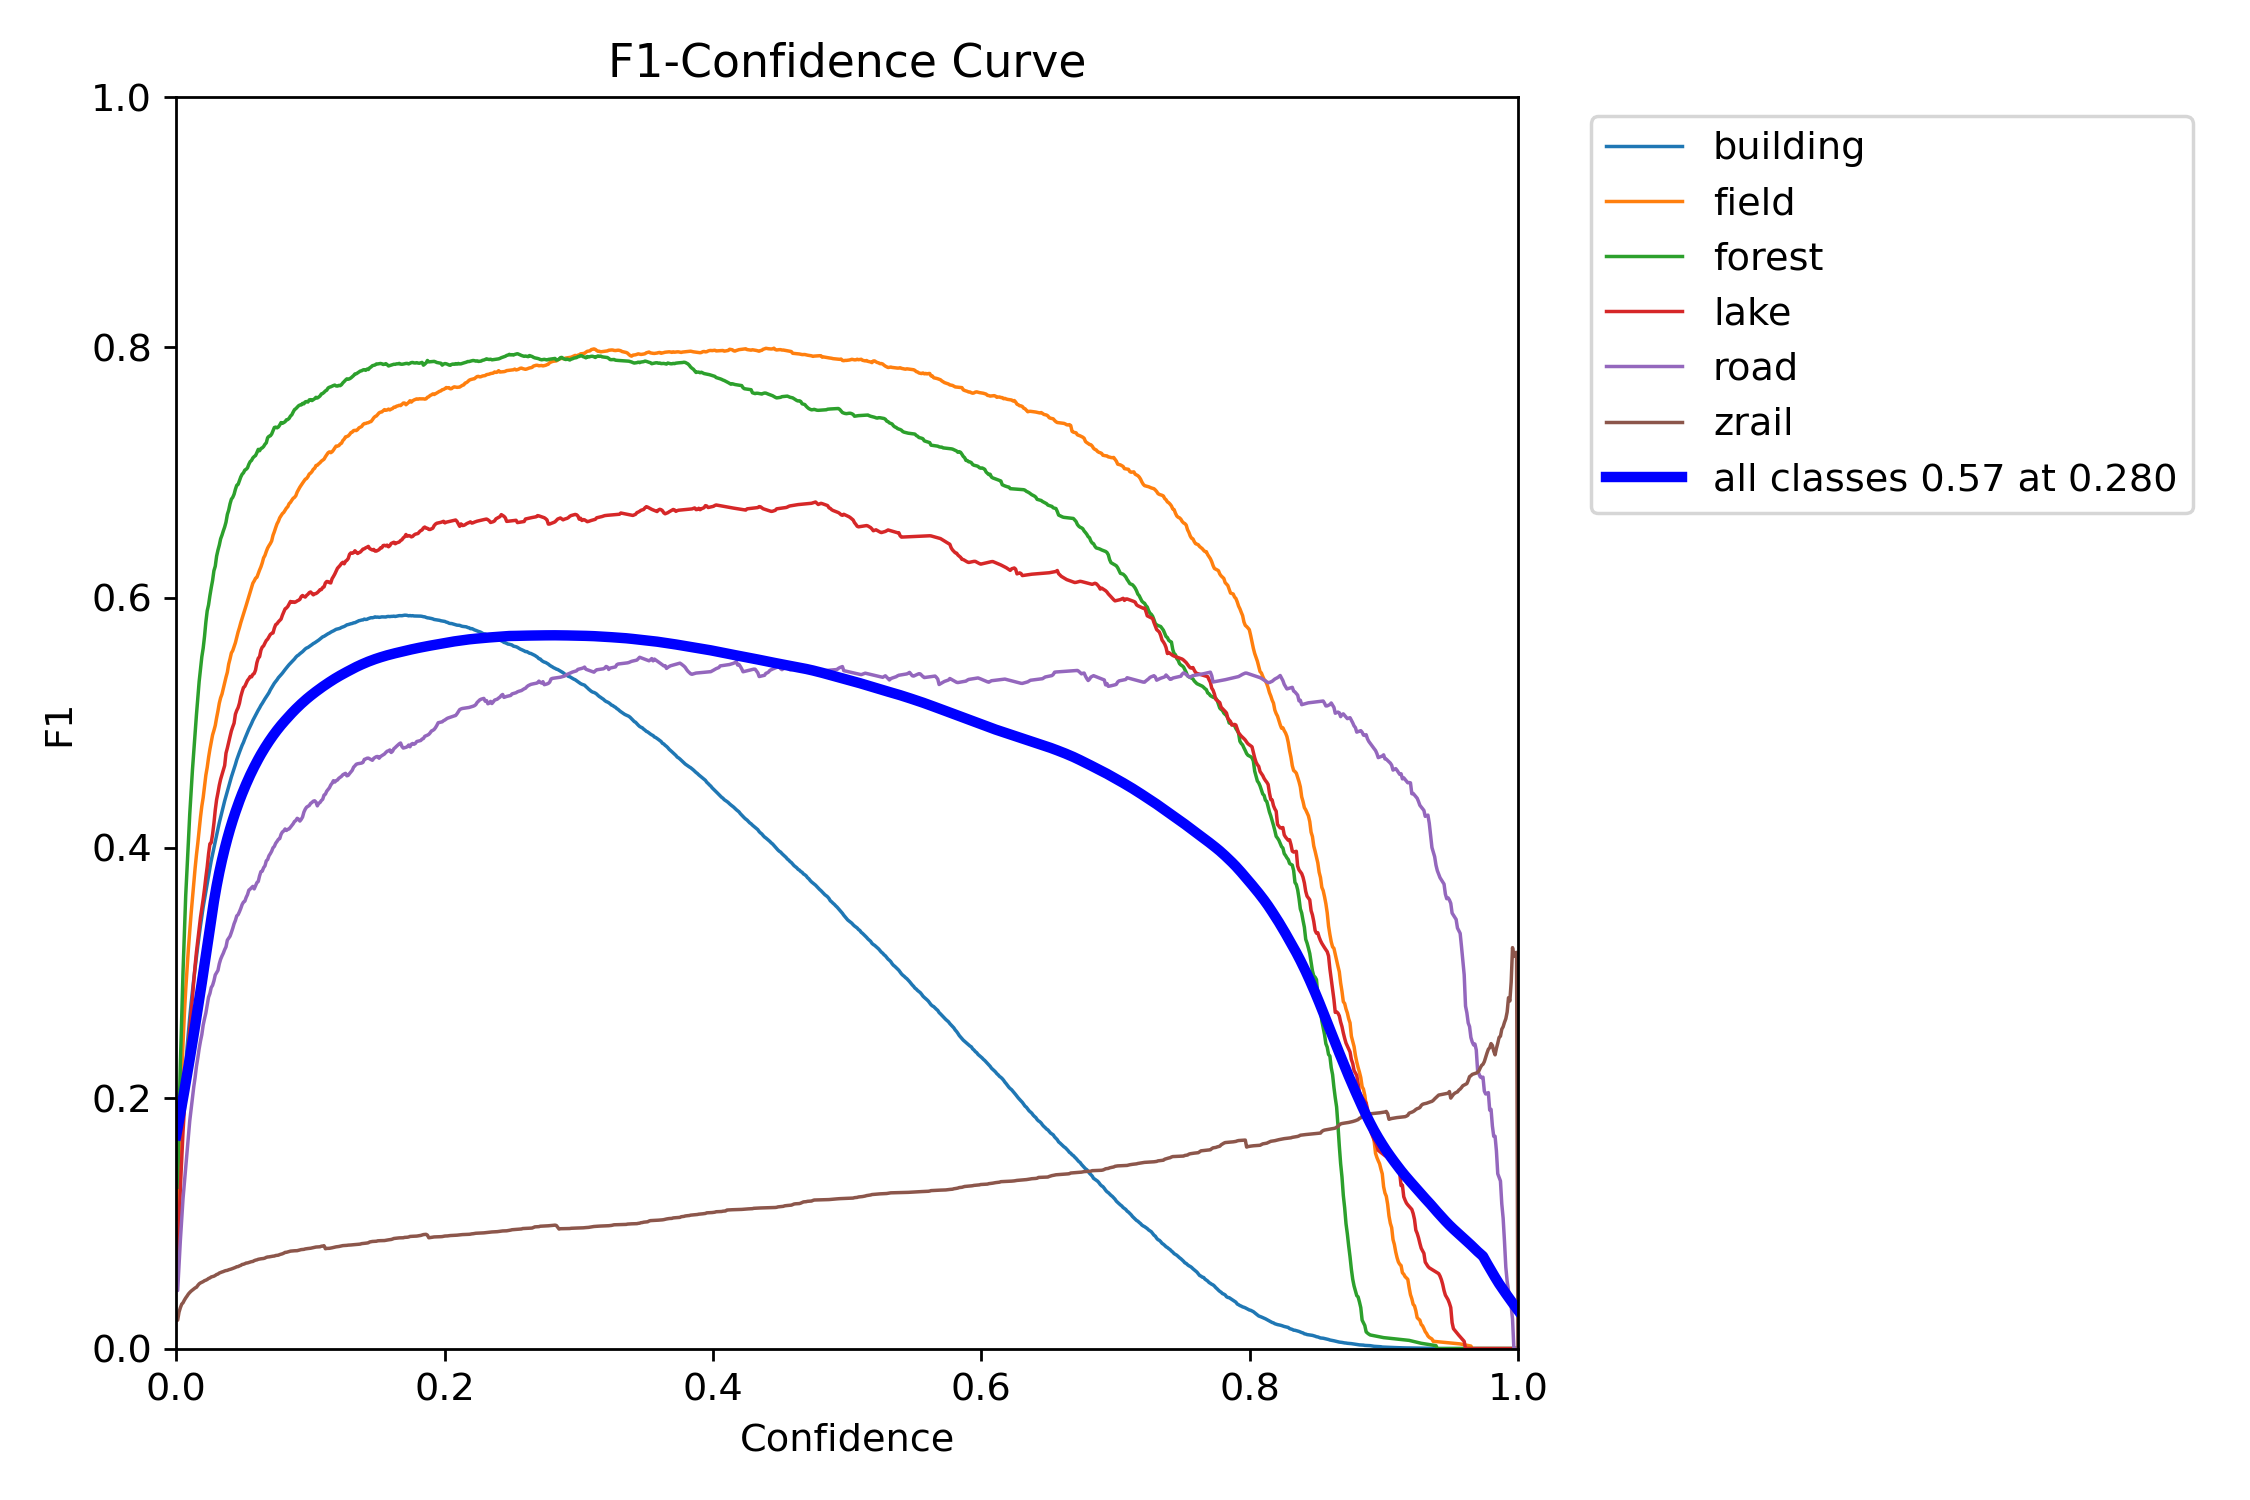 F1-Confidence Curve
1.0
0.8
0.6
0.4
0.2
0.0
F1
0.0 0.2 0.4 0.6 0.8 1.0
Confidence
building
field
forest
lake
road
zrail
all classes 0.57 at 0.280